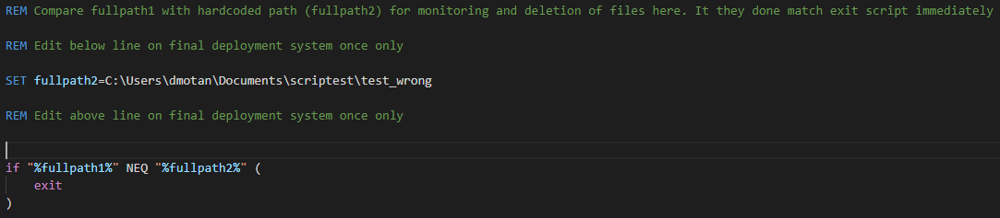 REM Compare fullpath1 with hardcoded path (fullpath2) for monitoring and deletion of files here. It they done match exit script immediately
REM Edit below line on final deployment system once only
SET fullpath2=C:\Users\dmotan\Documents\scriptest\test_wrong
REM Edit above line on final deployment system once only
if "%fullpath1%" NEQ "%fullpath2%" (
    exit
)